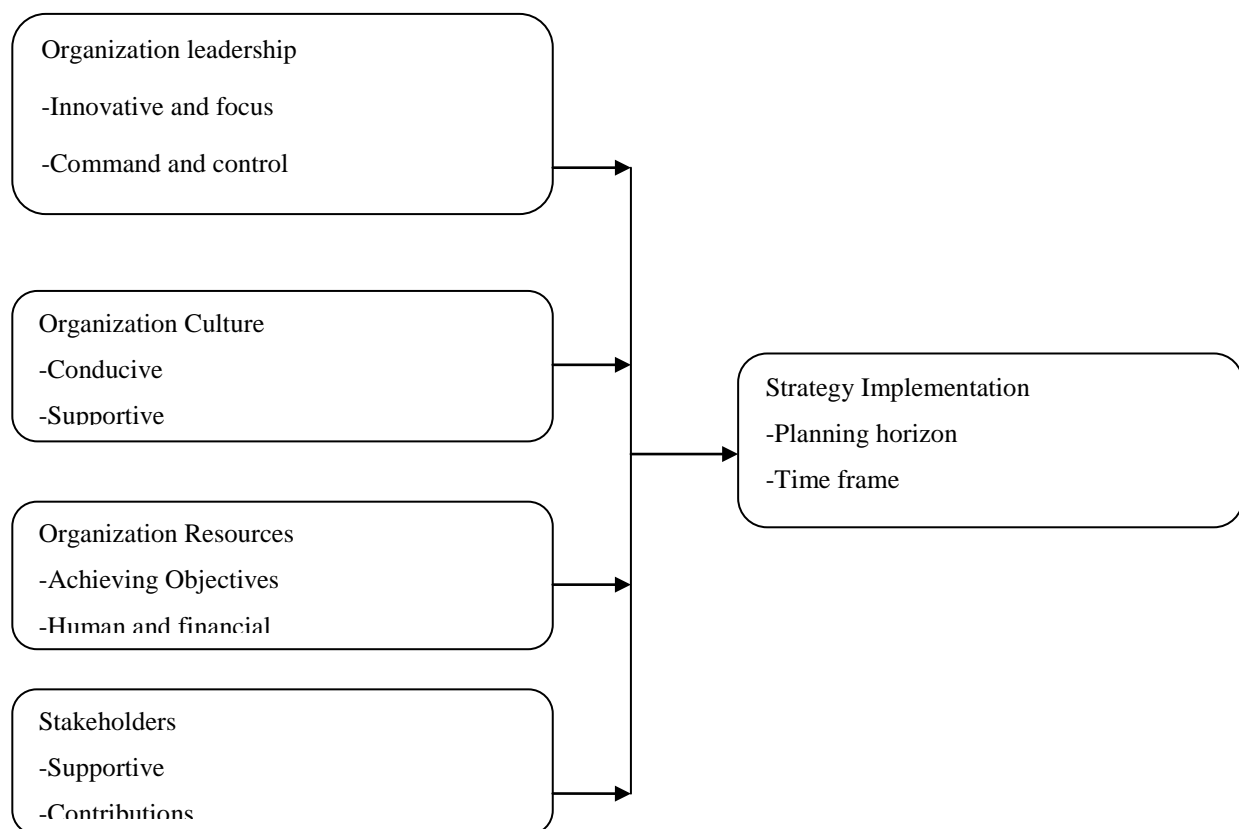 Organization leadership
-Innovative and focus
-Command and control
Organization Culture
-Conducive
-Supportive
Organization Resources
-Achieving Objectives
-Human and financial
Stakeholders
-Supportive
-Contributions
Strategy Implementation
-Planning horizon
-Time frame